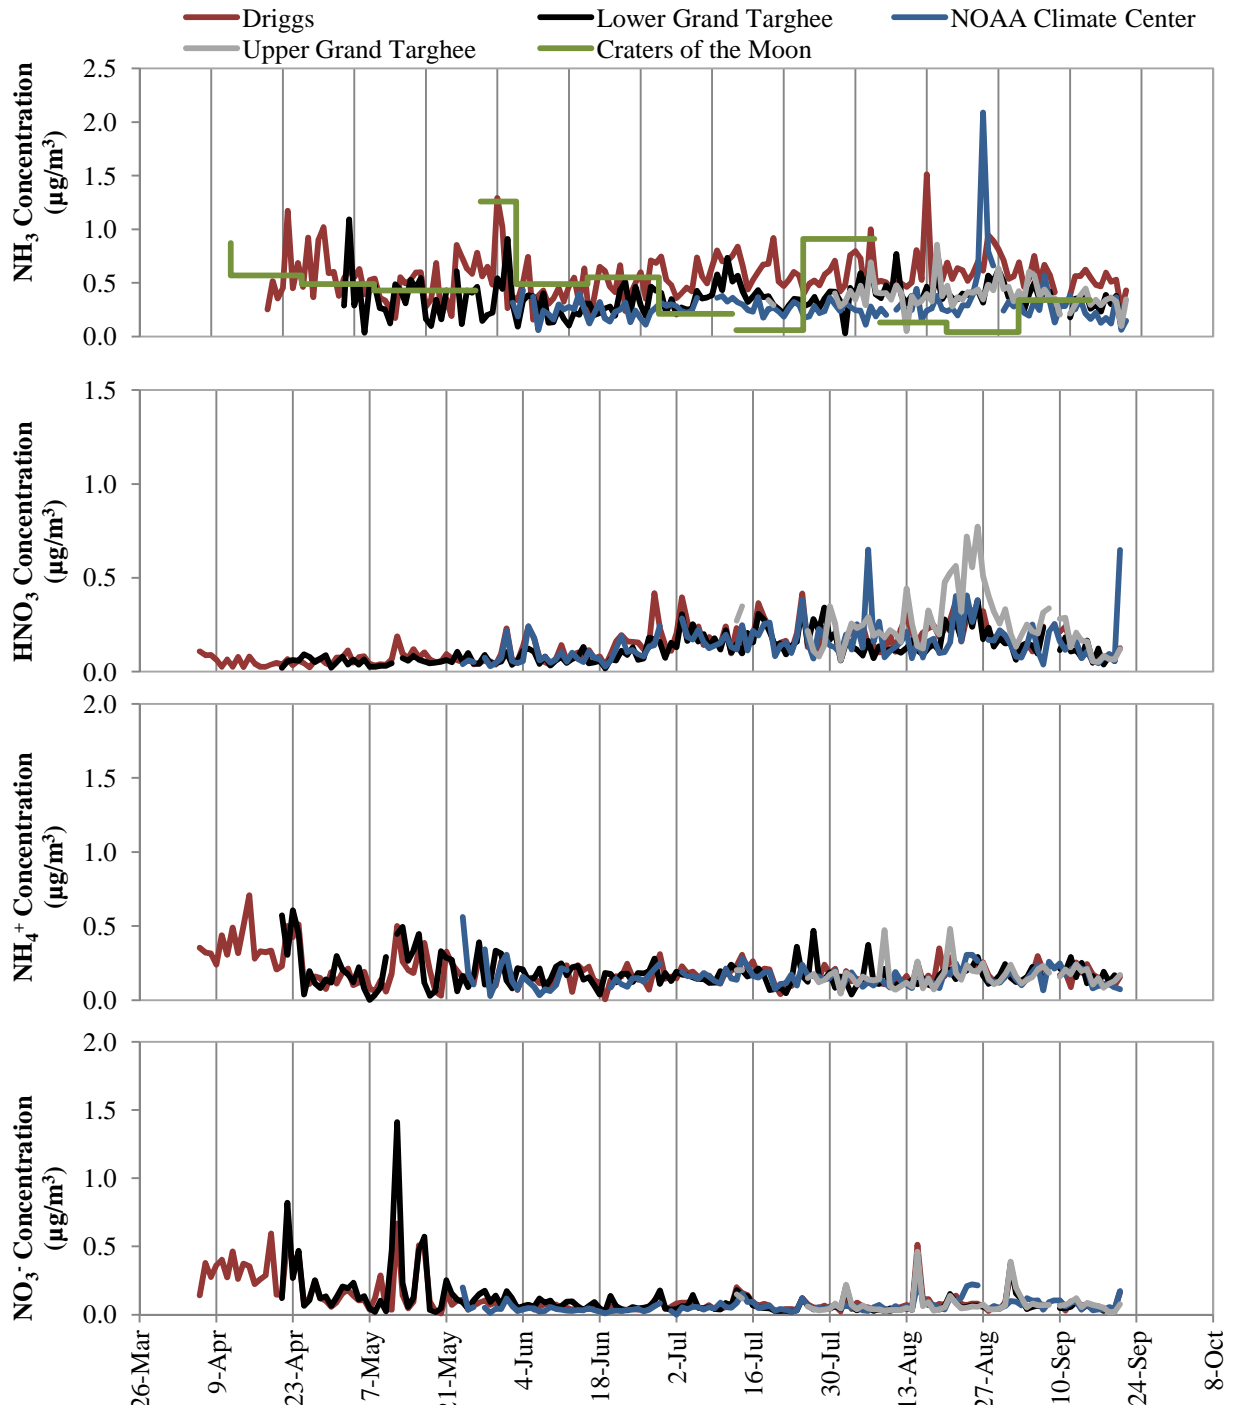 Driggs Lower Grand Targhee NOAA Climate Center
Upper Grand Targhee Craters of the Moon
NH₃ Concentration
(µg/m³)
2.5
2.0
1.5
1.0
0.5
0.0
HNO₃ Concentration
(µg/m³)
1.5
1.0
0.5
0.0
NH₄⁺ Concentration
(µg/m³)
2.0
1.5
1.0
0.5
0.0
NO₃⁻ Concentration
(µg/m³)
2.0
1.5
1.0
0.5
0.0
26-Mar
9-Apr
23-Apr
7-May
21-May
4-Jun
18-Jun
2-Jul
16-Jul
30-Jul
13-Aug
27-Aug
10-Sep
24-Sep
8-Oct